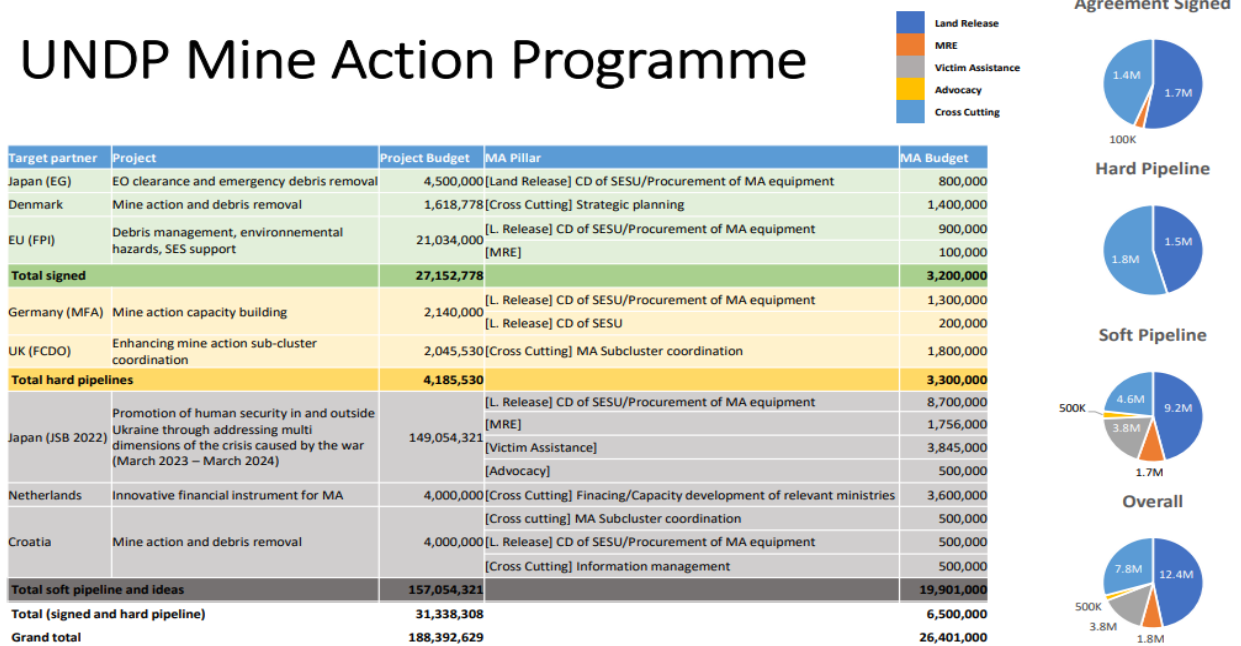 UNDP Mine Action Programme
Land Release
MRE
Victim Assistance
Advocacy
Cross Cutting
Target partner Project Project Budget MA Pillar MA Budget
Japan (EG) EO clearance and emergency debris removal 4,500,000 [Land Release] CD of SESU/Procurement of MA equipment 800,000
Denmark Mine action and debris removal 1,618,778 [Cross Cutting] Strategic planning 1,400,000
EU (FPI) Debris management, environnemental
hazards, SES support 21,034,000 [L. Release] CD of SESU/Procurement of MA equipment 900,000
[MRE] 100,000
Total signed 27,152,778 3,200,000
Germany (MFA) Mine action capacity building 2,140,000 [L. Release] CD of SESU/Procurement of MA equipment 1,300,000
[L. Release] CD of SESU 200,000
UK (FCDO) Enhancing mine action sub-cluster
coordination 2,045,530 [Cross Cutting] MA Subcluster coordination 1,800,000
Total hard pipelines 4,185,530 3,300,000
Japan (JSB 2022) Promotion of human security in and outside
Ukraine through addressing multi
dimensions of the crisis caused by the war
(March 2023 – March 2024) 149,054,321 [L. Release] CD of SESU/Procurement of MA equipment 8,700,000
[MRE] 1,756,000
[Victim Assistance] 3,845,000
[Advocacy] 500,000
Netherlands Innovative financial instrument for MA 4,000,000 [Cross Cutting] Finacing/Capacity development of relevant ministries 3,600,000
Croatia Mine action and debris removal 4,000,000 [Cross cutting] MA Subcluster coordination 500,000
[L. Release] CD of SESU/Procurement of MA equipment 500,000
[Cross Cutting] Information management 500,000
Total soft pipeline and ideas 157,054,321 19,901,000
Total (signed and hard pipeline) 31,338,308 6,500,000
Grand total 188,392,629 26,401,000
Agreement Signed
1.4M
1.7M
100K
Hard Pipeline
1.5M
1.8M
Soft Pipeline
4.6M
9.2M
500K
3.8M
1.7M
Overall
7.8M
12.4M
500K
3.8M
1.8M